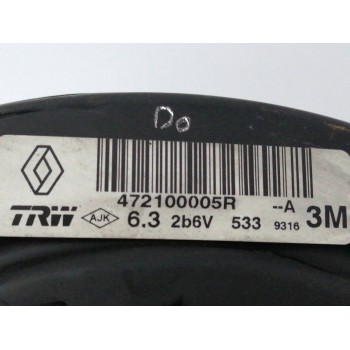 Do
472100005R --A
TRW AJK 6.3 2b6V 533 9316 3M